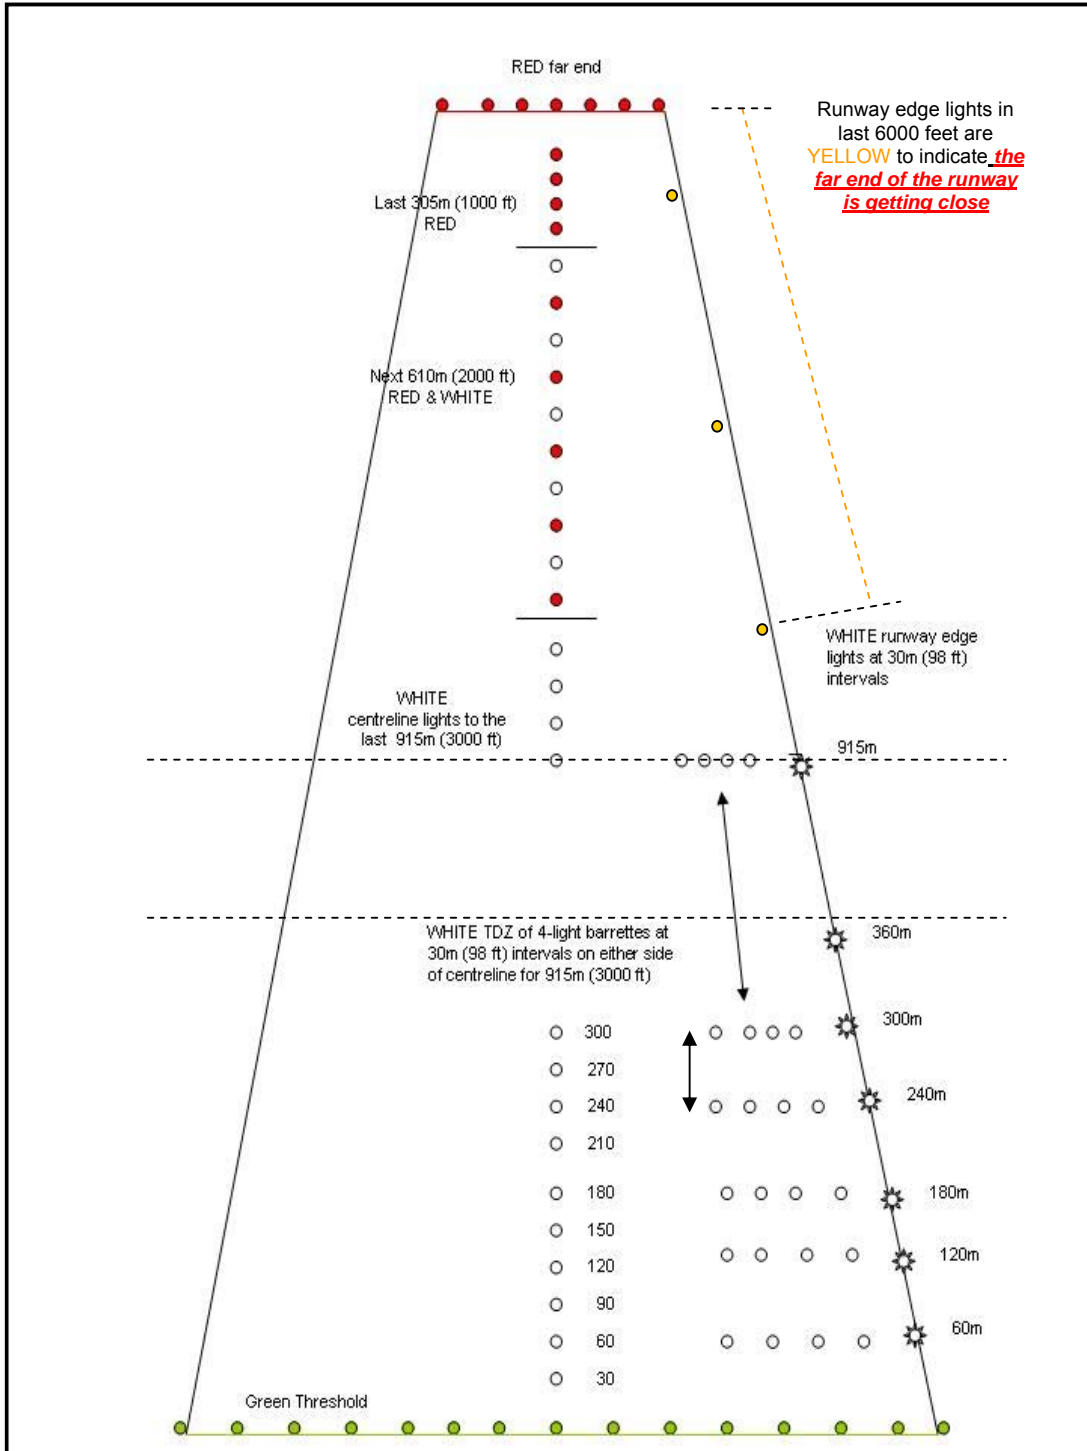 RED far end
Runway edge lights in
last 6000 feet are
YELLOW to indicate the
far end of the runway
is getting close
Last 305m (1000 ft)
RED
Next 610m (2000 ft)
RED & WHITE
WHITE runway edge
lights at 30m (98 ft)
intervals
WHITE
centreline lights to the
last 915m (3000 ft)
915m
WHITE TDZ of 4-light barrettes at
30m (98 ft) intervals on either side
of centreline for 915m (3000 ft)
360m
300
300m
270
240
240m
210
180
180m
150
120
120m
90
60
60m
30
Green Threshold